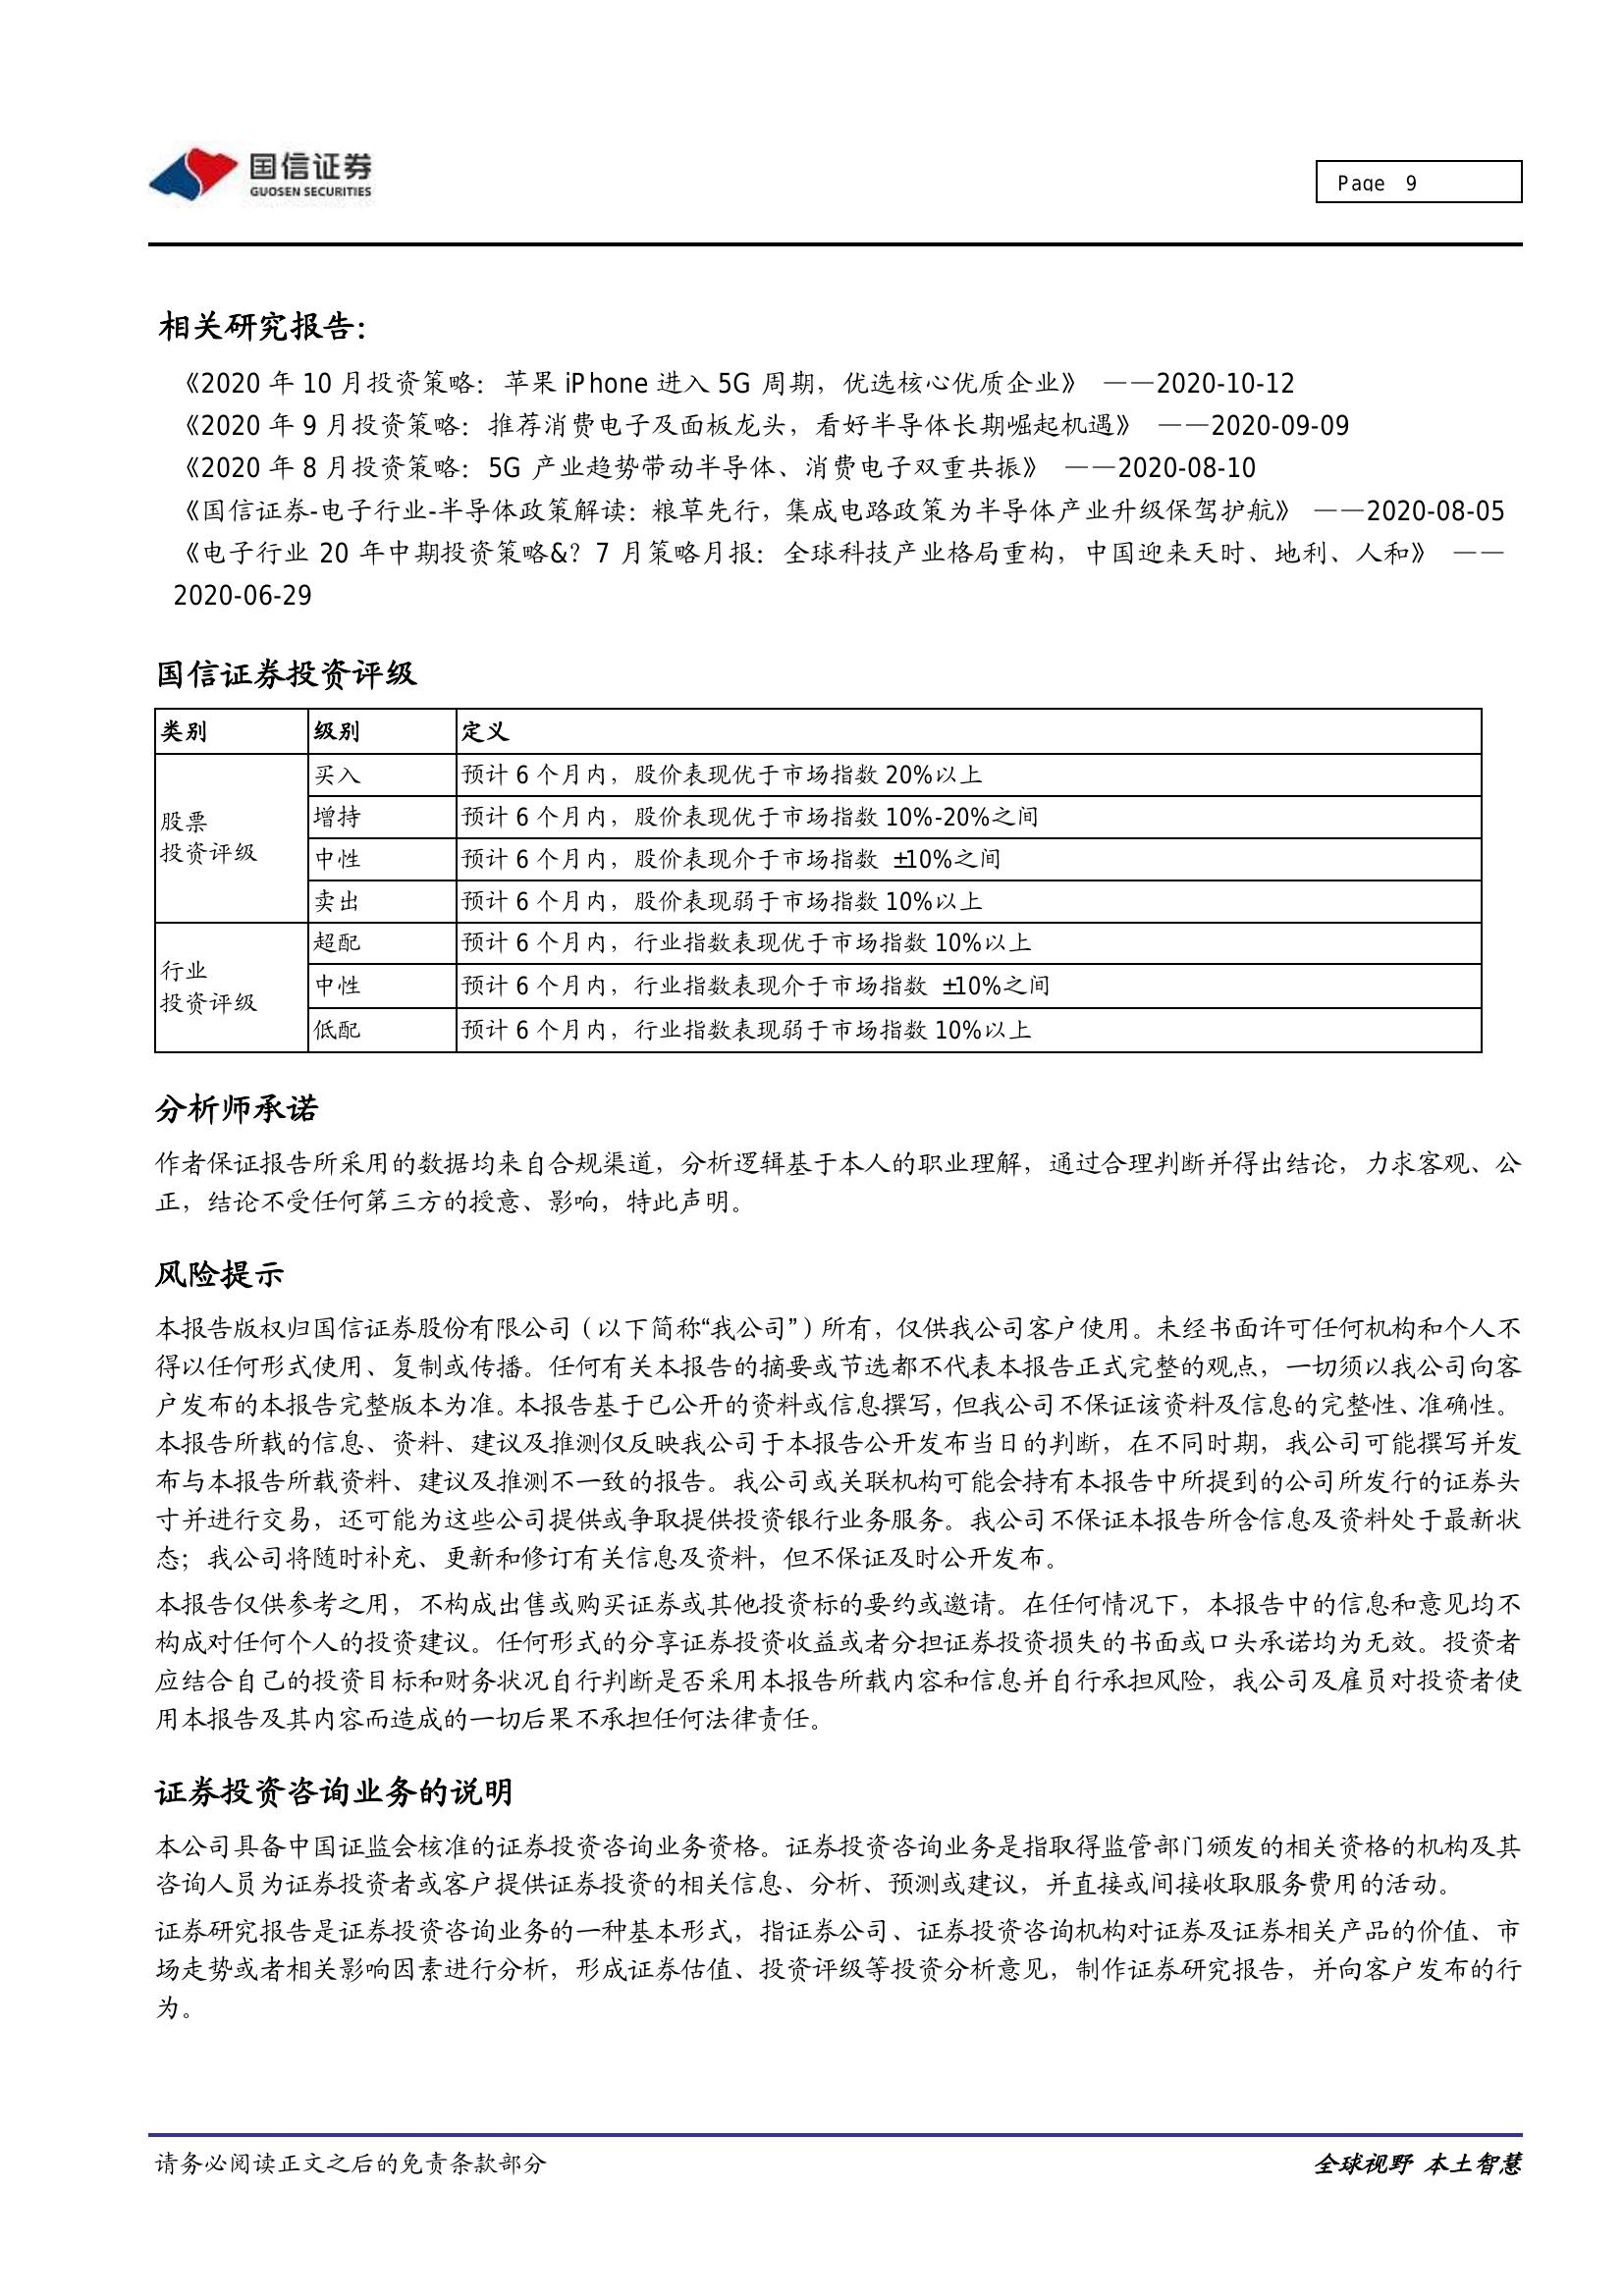 国信证券
GUOSEN SECURITIES
Page 9
相关研究报告：
《2020 年 10 月投资策略：苹果 iPhone 进入 5G 周期，优选核心优质企业》 ——2020-10-12
《2020 年 9 月投资策略：推荐消费电子及面板龙头，看好半导体长期崛起机遇》 ——2020-09-09
《2020 年 8 月投资策略：5G 产业趋势带动半导体、消费电子双重共振》 ——2020-08-10
《国信证券-电子行业-半导体政策解读：粮草先行，集成电路政策为半导体产业升级保驾护航》 ——2020-08-05
《电子行业 20 年中期投资策略&？7 月策略月报：全球科技产业格局重构，中国迎来天时、地利、人和》 ——
2020-06-29
国信证券投资评级
类别 级别 定义
股票
投资评级
买入 预计 6 个月内，股价表现优于市场指数 20%以上
增持 预计 6 个月内，股价表现优于市场指数 10%-20%之间
中性 预计 6 个月内，股价表现介于市场指数 ±10%之间
卖出 预计 6 个月内，股价表现弱于市场指数 10%以上
行业
投资评级
超配 预计 6 个月内，行业指数表现优于市场指数 10%以上
中性 预计 6 个月内，行业指数表现介于市场指数 ±10%之间
低配 预计 6 个月内，行业指数表现弱于市场指数 10%以上
分析师承诺
作者保证报告所采用的数据均来自合规渠道，分析逻辑基于本人的职业理解，通过合理判断并得出结论，力求客观、公
正，结论不受任何第三方的授意、影响，特此声明。
风险提示
本报告版权归国信证券股份有限公司（以下简称“我公司”）所有，仅供我公司客户使用。未经书面许可任何机构和个人不
得以任何形式使用、复制或传播。任何有关本报告的摘要或节选都不代表本报告正式完整的观点，一切须以我公司向客
户发布的本报告完整版本为准。本报告基于已公开的资料或信息撰写，但我公司不保证该资料及信息的完整性、准确性。
本报告所载的信息、资料、建议及推测仅反映我公司于本报告公开发布当日的判断，在不同时期，我公司可能撰写并发
布与本报告所载资料、建议及推测不一致的报告。我公司或关联机构可能会持有本报告中所提到的公司所发行的证券头
寸并进行交易，还可能为这些公司提供或争取提供投资银行业务服务。我公司不保证本报告所含信息及资料处于最新状
态；我公司将随时补充、更新和修订有关信息及资料，但不保证及时公开发布。
本报告仅供参考之用，不构成出售或购买证券或其他投资标的要约或邀请。在任何情况下，本报告中的信息和意见均不
构成对任何个人的投资建议。任何形式的分享证券投资收益或者分担证券投资损失的书面或口头承诺均为无效。投资者
应结合自己的投资目标和财务状况自行判断是否采用本报告所载内容和信息并自行承担风险，我公司及雇员对投资者使
用本报告及其内容而造成的一切后果不承担任何法律责任。
证券投资咨询业务的说明
本公司具备中国证监会核准的证券投资咨询业务资格。证券投资咨询业务是指取得监管部门颁发的相关资格的机构及其
咨询人员为证券投资者或客户提供证券投资的相关信息、分析、预测或建议，并直接或间接收取服务费用的活动。
证券研究报告是证券投资咨询业务的一种基本形式，指证券公司、证券投资咨询机构对证券及证券相关产品的价值、市
场走势或者相关影响因素进行分析，形成证券估值、投资评级等投资分析意见，制作证券研究报告，并向客户发布的行
为。
请务必阅读正文之后的免责条款部分
全球视野 本土智慧